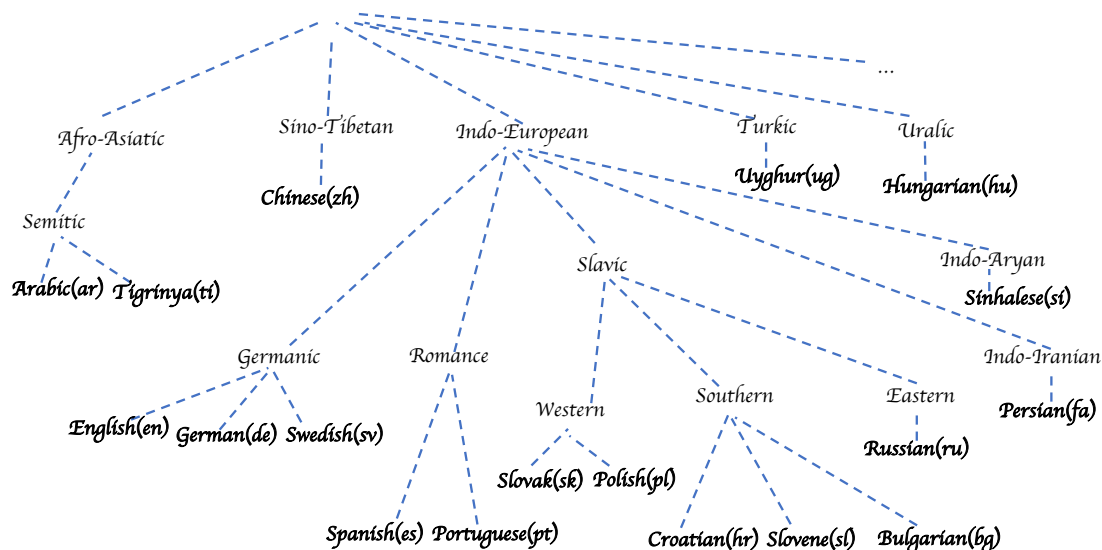 ...
Afro-Asiatic
Sino-Tibetan
Indo-European
Turkic
Uralic
Chinese(zh)
Uyghur(ug)
Hungarian(hu)
Semitic
Slavic
Indo-Aryan
Arabic(ar)
Tigrinya(ti)
Sinhalese(si)
Germanic
Romance
Indo-Iranian
Western
Southern
Eastern
Persian(fa)
English(en)
German(de)
Swedish(sv)
Russian(ru)
Slovak(sk)
Polish(pl)
Spanish(es)
Portuguese(pt)
Croatian(hr)
Slovene(sl)
Bulgarian(bg)